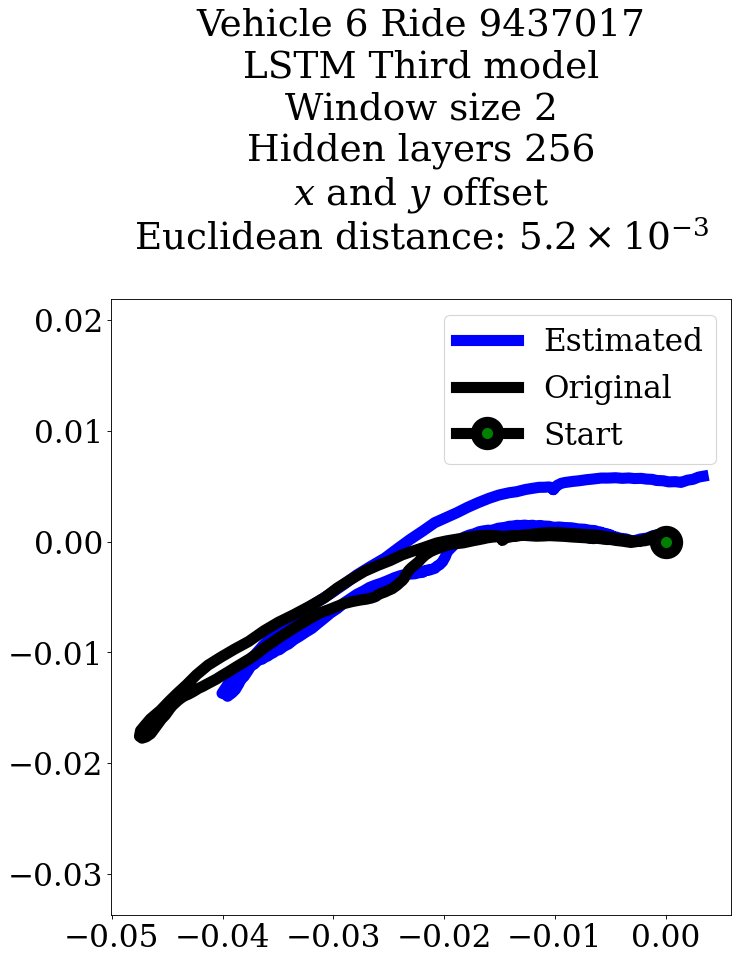 Vehicle 6 Ride 9437017
LSTM Third model
Window size 2
Hidden layers 256
x and y offset
Euclidean distance: 5.2 × 10⁻³
Estimated
Original
Start
0.02
0.01
0.00
−0.01
−0.02
−0.03
−0.05 −0.04 −0.03 −0.02 −0.01 0.00